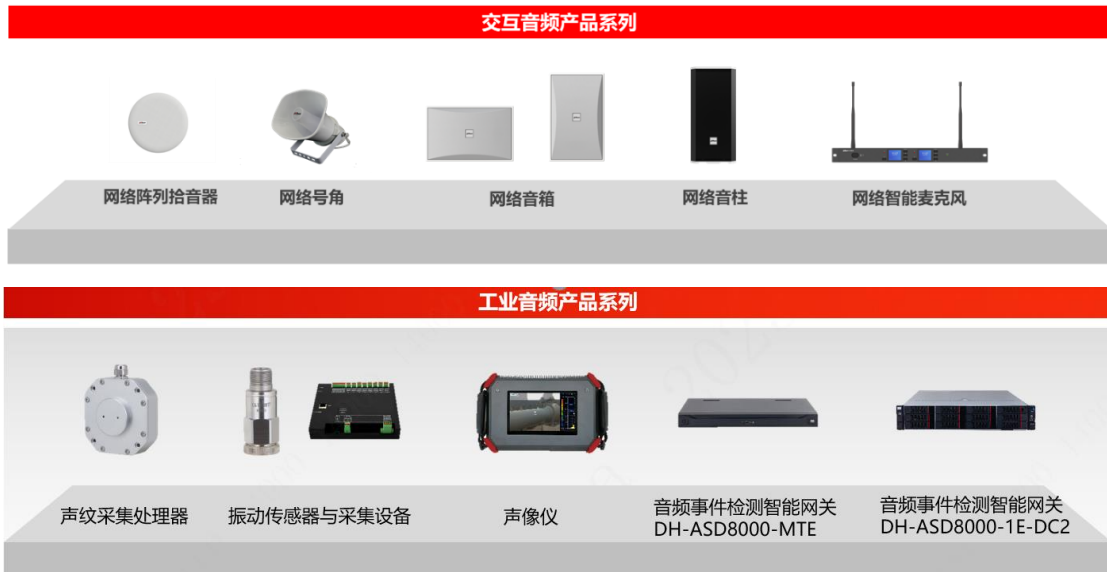 交互音频产品系列
网络阵列拾音器
网络号角
网络音箱
网络音柱
网络智能麦克风
工业音频产品系列
声纹采集处理器
振动传感器与采集设备
声像仪
音频事件检测智能网关
DH-ASD8000-MTE
音频事件检测智能网关
DH-ASD8000-1E-DC2